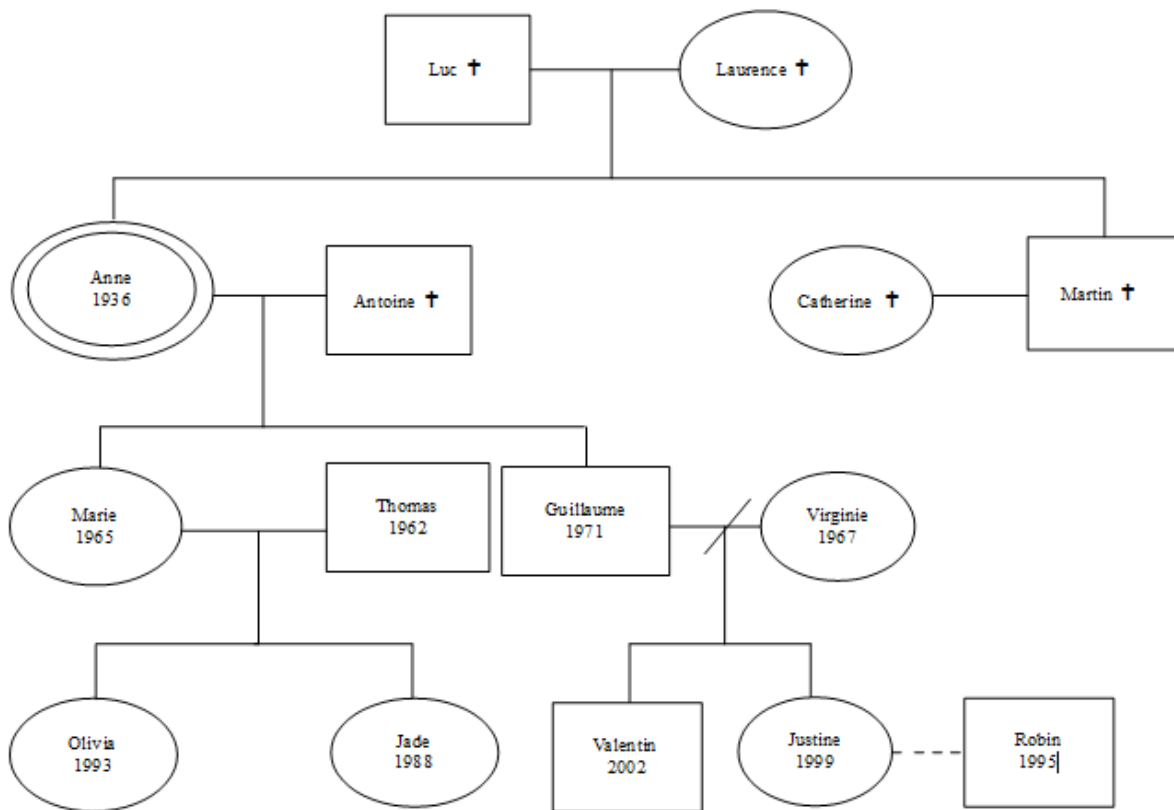 Luc ✝
Laurence ✝
Anne
1936
Antoine ✝
Catherine ✝
Martin ✝
Marie
1965
Thomas
1962
Guillaume
1971
Virginie
1967
Olivia
1993
Jade
1988
Valentin
2002
Justine
1999
Robin
1995